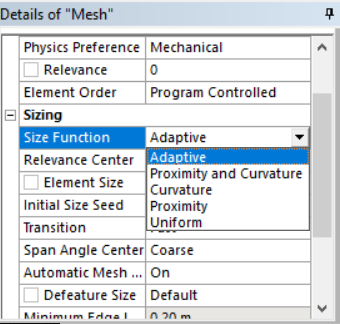 Details of "Mesh"
Physics Preference Mechanical
Relevance 0
Element Order Program Controlled
Sizing
Size Function Adaptive
Relevance Center Adaptive
Element Size Proximity and Curvature
Curvature
Initial Size Seed Proximity
Transition Uniform
Span Angle Center Coarse
Automatic Mesh ... On
Defeature Size Default
Minimum Edge L 0.20 m